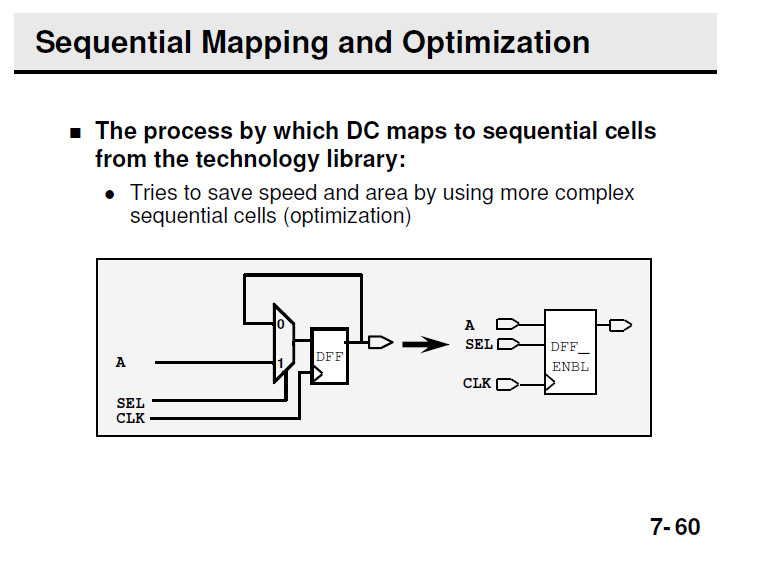 Sequential Mapping and Optimization
■ The process by which DC maps to sequential cells
from the technology library:
● Tries to save speed and area by using more complex
sequential cells (optimization)
0
A
1
DFF
SEL
CLK
A
SEL
DFF_
ENBL
CLK
7- 60